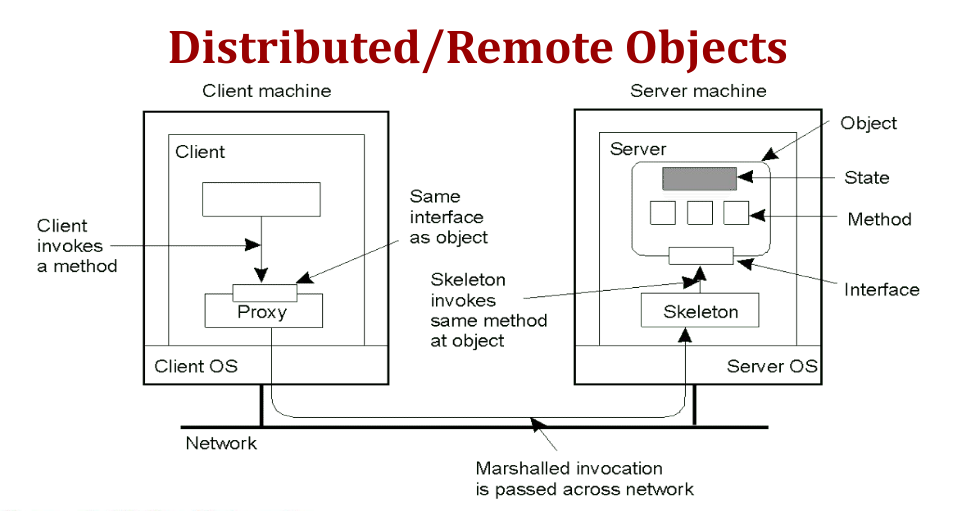 Distributed/Remote Objects
Client machine
Server machine
Client
Server
Object
State
Method
Interface
Same
interface
as object
Client
invokes
a method
Skeleton
invokes
same method
at object
Proxy
Skeleton
Client OS
Server OS
Network
Marshalled invocation
is passed across network